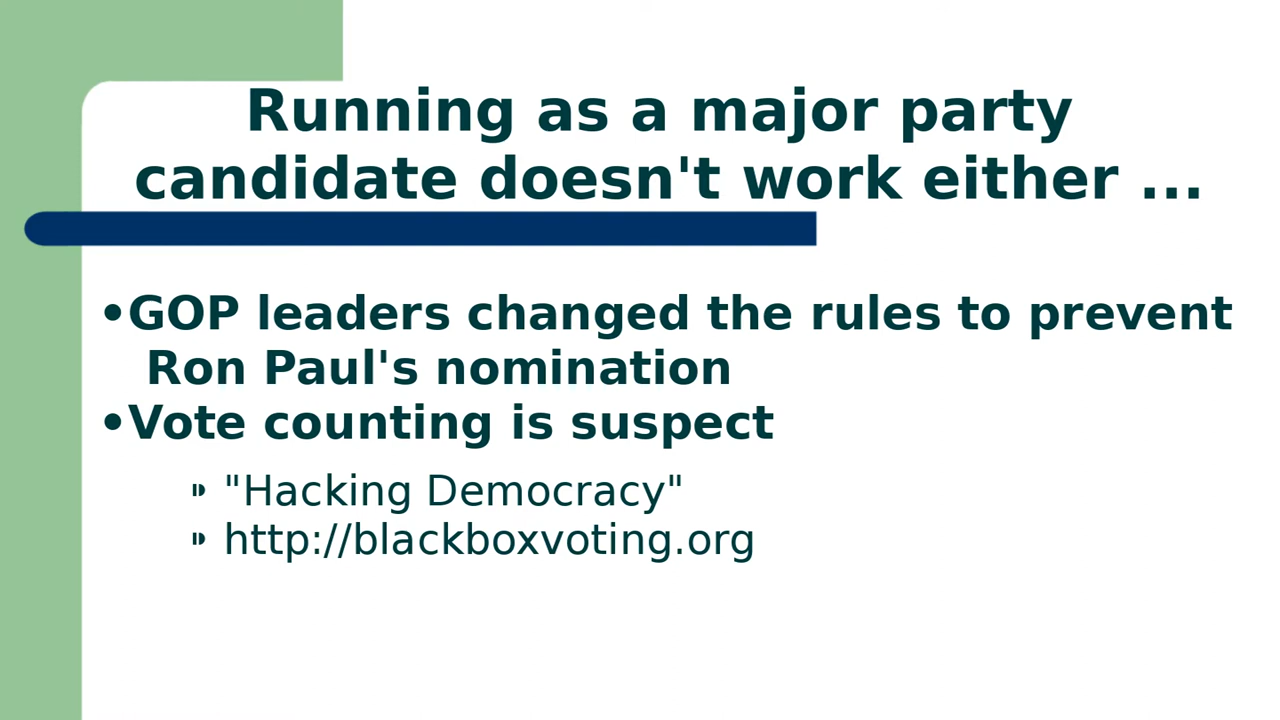 Running as a major party
candidate doesn't work either ...
•GOP leaders changed the rules to prevent
Ron Paul's nomination
•Vote counting is suspect
"Hacking Democracy"
http://blackboxvoting.org